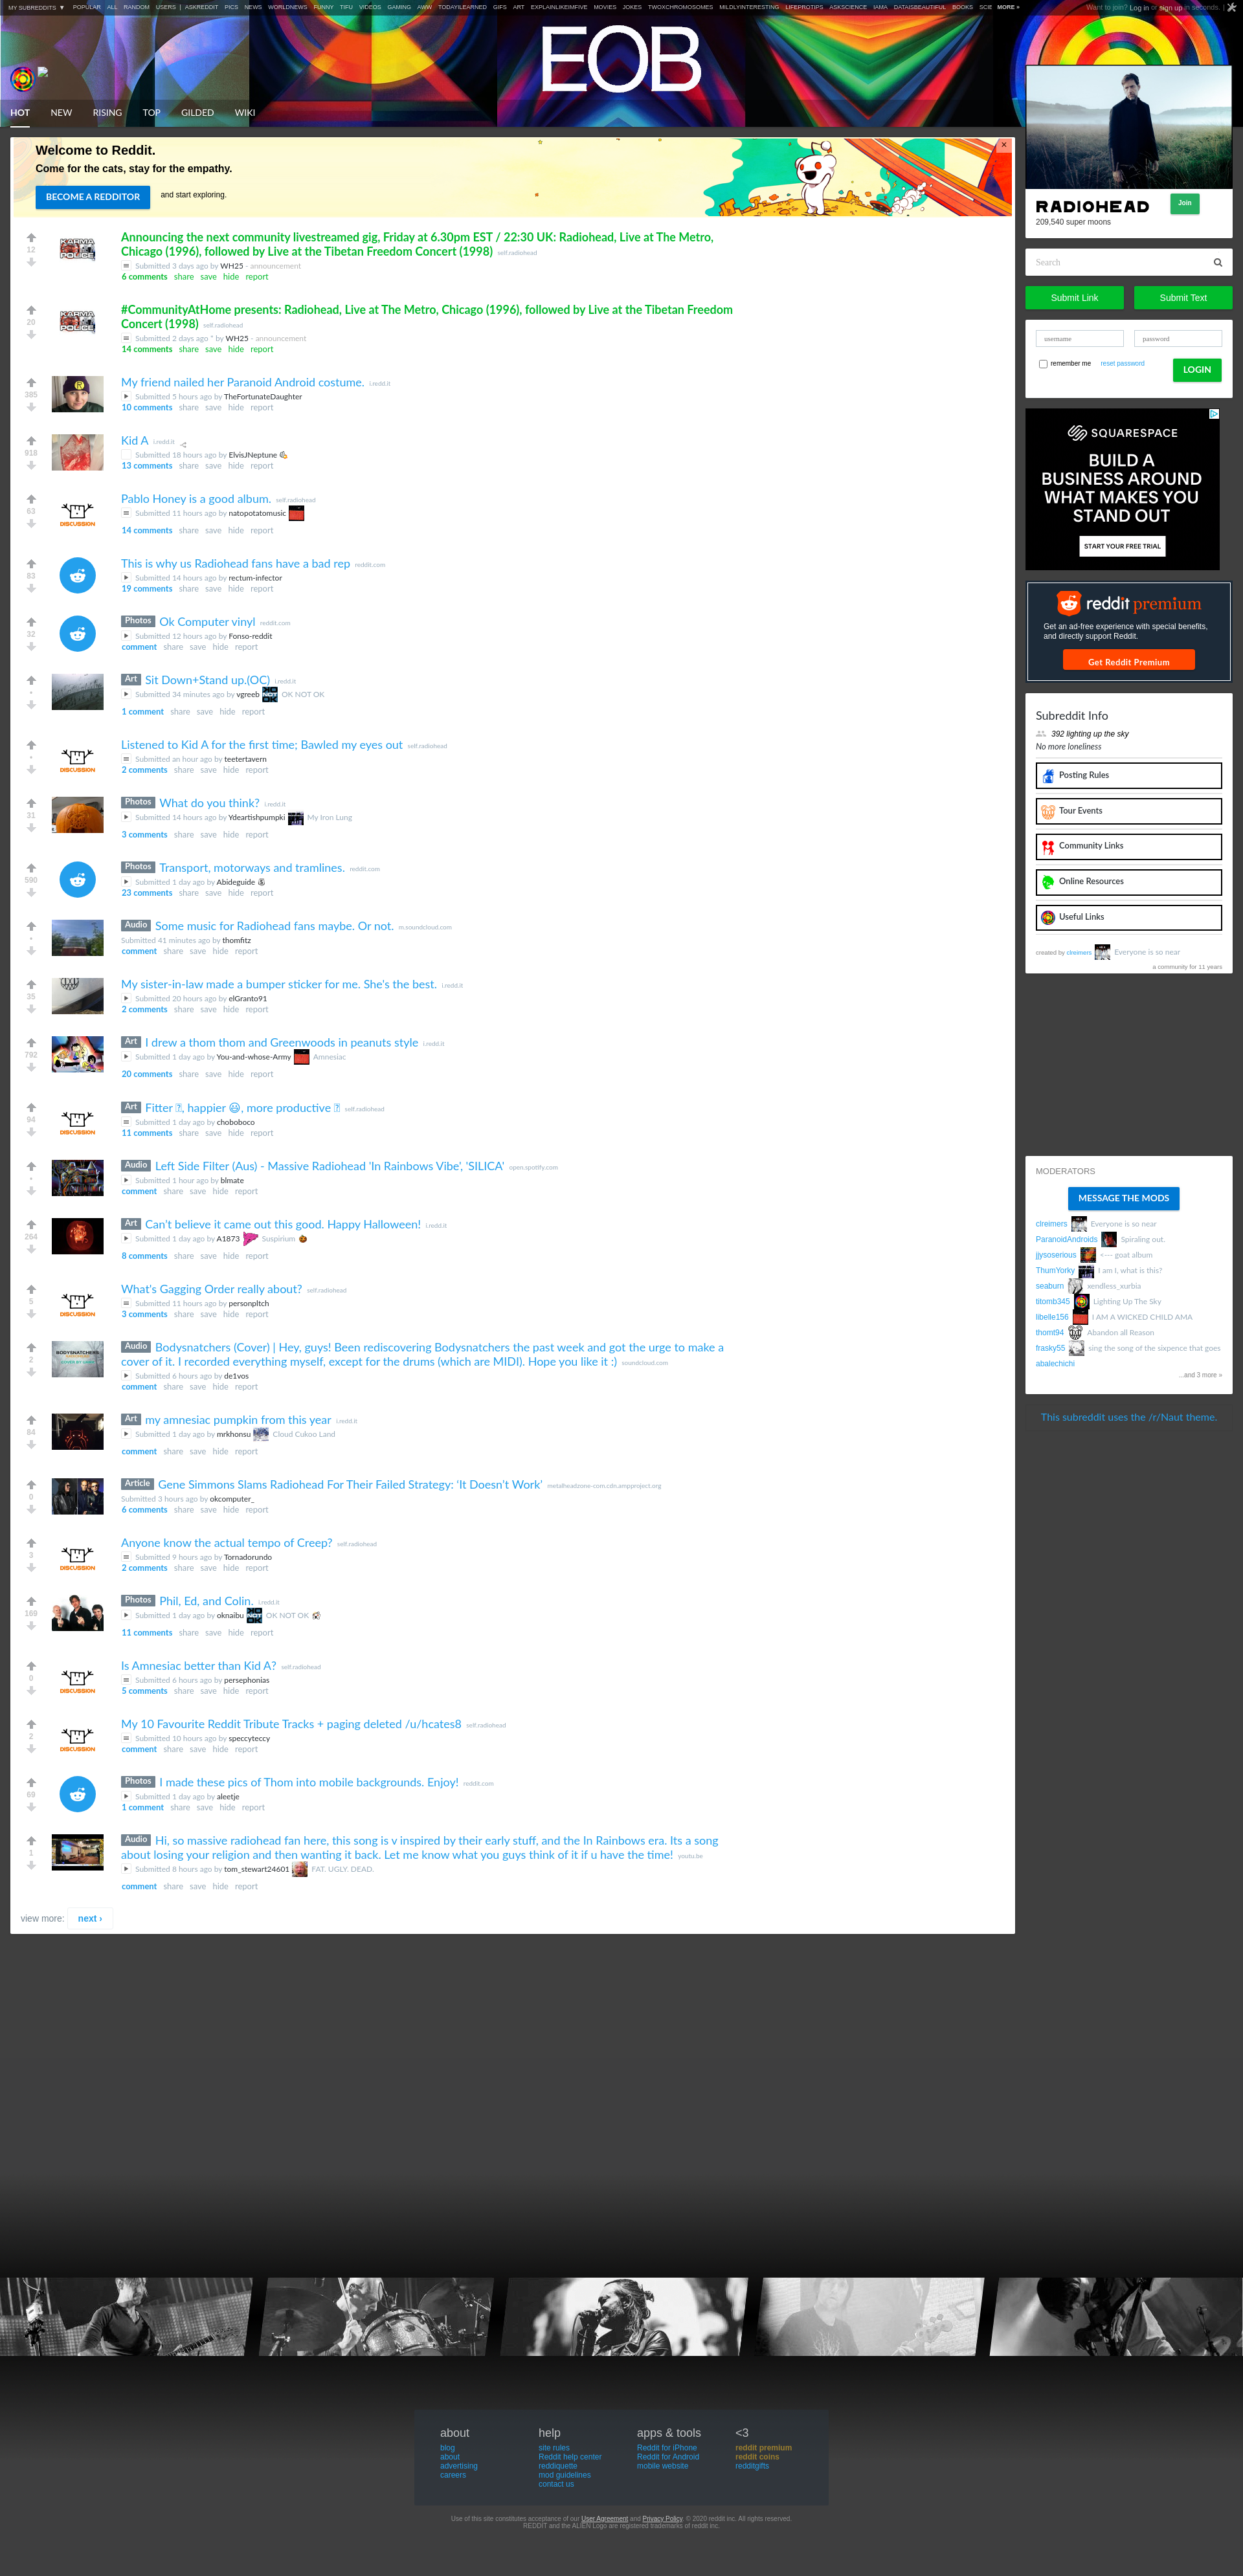 MY SUBREDDITS ▼ POPULAR ALL RANDOM USERS | ASKREDDIT PICS NEWS WORLDNEWS FUNNY TIFU VIDEOS GAMING AWW TODAYILEARNED GIFS ART EXPLAINLIKEIMFIVE MOVIES JOKES TWOXCHROMOSOMES MILDLYINTERESTING LIFEPROTIPS ASKSCIENCE IAMA DATAISBEAUTIFUL BOOKS SCIE MORE »
Want to join? Log in or sign up in seconds. |
EOB
HOT NEW RISING TOP GILDED WIKI
Welcome to Reddit.
Come for the cats, stay for the empathy.
BECOME A REDDITOR and start exploring.
×
12
Announcing the next community livestreamed gig, Friday at 6.30pm EST / 22:30 UK: Radiohead, Live at The Metro,
Chicago (1996), followed by Live at the Tibetan Freedom Concert (1998) self.radiohead
Submitted 3 days ago by WH25 - announcement
6 comments share save hide report
20
#CommunityAtHome presents: Radiohead, Live at The Metro, Chicago (1996), followed by Live at the Tibetan Freedom
Concert (1998) self.radiohead
Submitted 2 days ago * by WH25 - announcement
14 comments share save hide report
385
My friend nailed her Paranoid Android costume. i.redd.it
Submitted 5 hours ago by TheFortunateDaughter
10 comments share save hide report
918
Kid A i.redd.it
Submitted 18 hours ago by ElvisJNeptune
13 comments share save hide report
63
DISCUSSION
Pablo Honey is a good album. self.radiohead
Submitted 11 hours ago by natopotatomusic
14 comments share save hide report
83
This is why us Radiohead fans have a bad rep reddit.com
Submitted 14 hours ago by rectum-infector
19 comments share save hide report
32
Photos Ok Computer vinyl reddit.com
Submitted 12 hours ago by Fonso-reddit
comment share save hide report
•
Art Sit Down+Stand up.(OC) i.redd.it
Submitted 34 minutes ago by vgreeb OK NOT OK
1 comment share save hide report
•
DISCUSSION
Listened to Kid A for the first time; Bawled my eyes out self.radiohead
Submitted an hour ago by teetertavern
2 comments share save hide report
31
Photos What do you think? i.redd.it
Submitted 14 hours ago by Ydeartishpumpki My Iron Lung
3 comments share save hide report
590
Photos Transport, motorways and tramlines. reddit.com
Submitted 1 day ago by Abideguide
23 comments share save hide report
•
Audio Some music for Radiohead fans maybe. Or not. m.soundcloud.com
Submitted 41 minutes ago by thomfitz
comment share save hide report
35
My sister-in-law made a bumper sticker for me. She's the best. i.redd.it
Submitted 20 hours ago by elGranto91
2 comments share save hide report
792
Art I drew a thom thom and Greenwoods in peanuts style i.redd.it
Submitted 1 day ago by You-and-whose-Army Amnesiac
20 comments share save hide report
94
DISCUSSION
Art Fitter, happier 😃, more productive self.radiohead
Submitted 1 day ago by choboboco
11 comments share save hide report
•
Audio Left Side Filter (Aus) - Massive Radiohead 'In Rainbows Vibe', 'SILICA' open.spotify.com
Submitted 1 hour ago by blmate
comment share save hide report
264
Art Can't believe it came out this good. Happy Halloween! i.redd.it
Submitted 1 day ago by A1873 Suspirium
8 comments share save hide report
5
DISCUSSION
What's Gagging Order really about? self.radiohead
Submitted 11 hours ago by personpltch
3 comments share save hide report
2
BODYSNATCHERS
Audio Bodysnatchers (Cover) | Hey, guys! Been rediscovering Bodysnatchers the past week and got the urge to make a
cover of it. I recorded everything myself, except for the drums (which are MIDI). Hope you like it :) soundcloud.com
Submitted 6 hours ago by de1vos
comment share save hide report
84
Art my amnesiac pumpkin from this year i.redd.it
Submitted 1 day ago by mrkhonsu Cloud Cukoo Land
comment share save hide report
0
Article Gene Simmons Slams Radiohead For Their Failed Strategy: 'It Doesn't Work' metalheadzone-com.cdn.ampproject.org
Submitted 3 hours ago by okcomputer_
6 comments share save hide report
3
DISCUSSION
Anyone know the actual tempo of Creep? self.radiohead
Submitted 9 hours ago by Tornadorundo
2 comments share save hide report
169
Photos Phil, Ed, and Colin. i.redd.it
Submitted 1 day ago by oknaibu OK NOT OK
11 comments share save hide report
0
DISCUSSION
Is Amnesiac better than Kid A? self.radiohead
Submitted 6 hours ago by persephonias
5 comments share save hide report
2
DISCUSSION
My 10 Favourite Reddit Tribute Tracks + paging deleted /u/hcates8 self.radiohead
Submitted 10 hours ago by speccyteccy
comment share save hide report
69
Photos I made these pics of Thom into mobile backgrounds. Enjoy! reddit.com
Submitted 1 day ago by aleetje
1 comment share save hide report
1
Audio Hi, so massive radiohead fan here, this song is v inspired by their early stuff, and the In Rainbows era. Its a song
about losing your religion and then wanting it back. Let me know what you guys think of it if u have the time! youtu.be
Submitted 8 hours ago by tom_stewart24601 FAT. UGLY. DEAD.
comment share save hide report
view more: next ›
RADIOHEAD Join
209,540 super moons
Search
Submit Link Submit Text
username password
remember me reset password LOGIN
SQUARESPACE
BUILD A
BUSINESS AROUND
WHAT MAKES YOU
STAND OUT
START YOUR FREE TRIAL
reddit premium
Get an ad-free experience with special benefits,
and directly support Reddit.
Get Reddit Premium
Subreddit Info
392 lighting up the sky
No more loneliness
Posting Rules
Tour Events
Community Links
Online Resources
Useful Links
created by clreimers Everyone is so near
a community for 11 years
MODERATORS
MESSAGE THE MODS
clreimers Everyone is so near
ParanoidAndroids Spiraling out.
jjysoserious <--- goat album
ThumYorky I am I, what is this?
seaburn xendless_xurbia
titomb345 Lighting Up The Sky
libelle156 I AM A WICKED CHILD AMA
thomt94 Abandon all Reason
frasky55 sing the song of the sixpence that goes
abalechichi
...and 3 more »
This subreddit uses the /r/Naut theme.
about
blog
about
advertising
careers
help
site rules
Reddit help center
reddiquette
mod guidelines
contact us
apps & tools
Reddit for iPhone
Reddit for Android
mobile website
<3
reddit premium
reddit coins
redditgifts
Use of this site constitutes acceptance of our User Agreement and Privacy Policy. © 2020 reddit inc. All rights reserved.
REDDIT and the ALIEN Logo are registered trademarks of reddit inc.